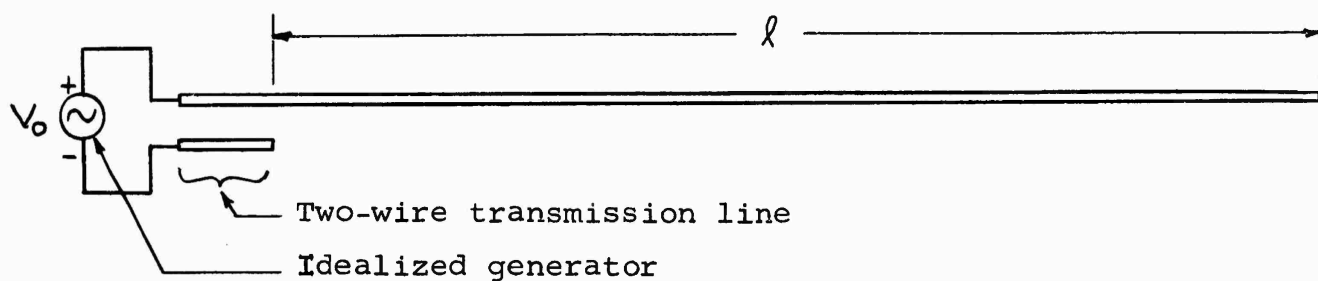 ℓ
+
V₀
-
Two-wire transmission line
Idealized generator